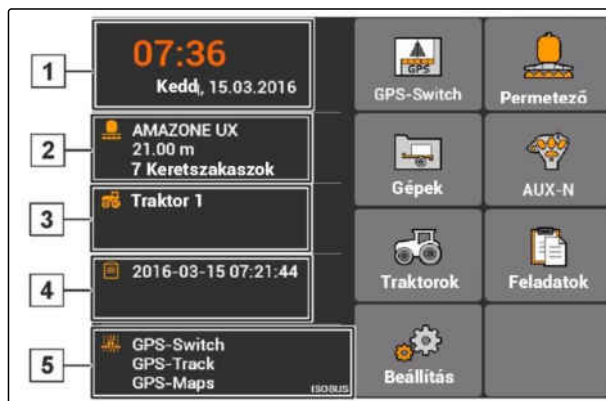 1
07:36
Kedd, 15.03.2016
2
AMAZONE UX
21.00 m
7 Keretszakaszok
3
Traktor 1
4
2016-03-15 07:21:44
5
GPS-Switch
GPS-Track
GPS-Maps
ISOBUS
GPS
GPS-Switch
Permetező
Gépek
AUX-N
Traktorok
Feladatok
Beállítás